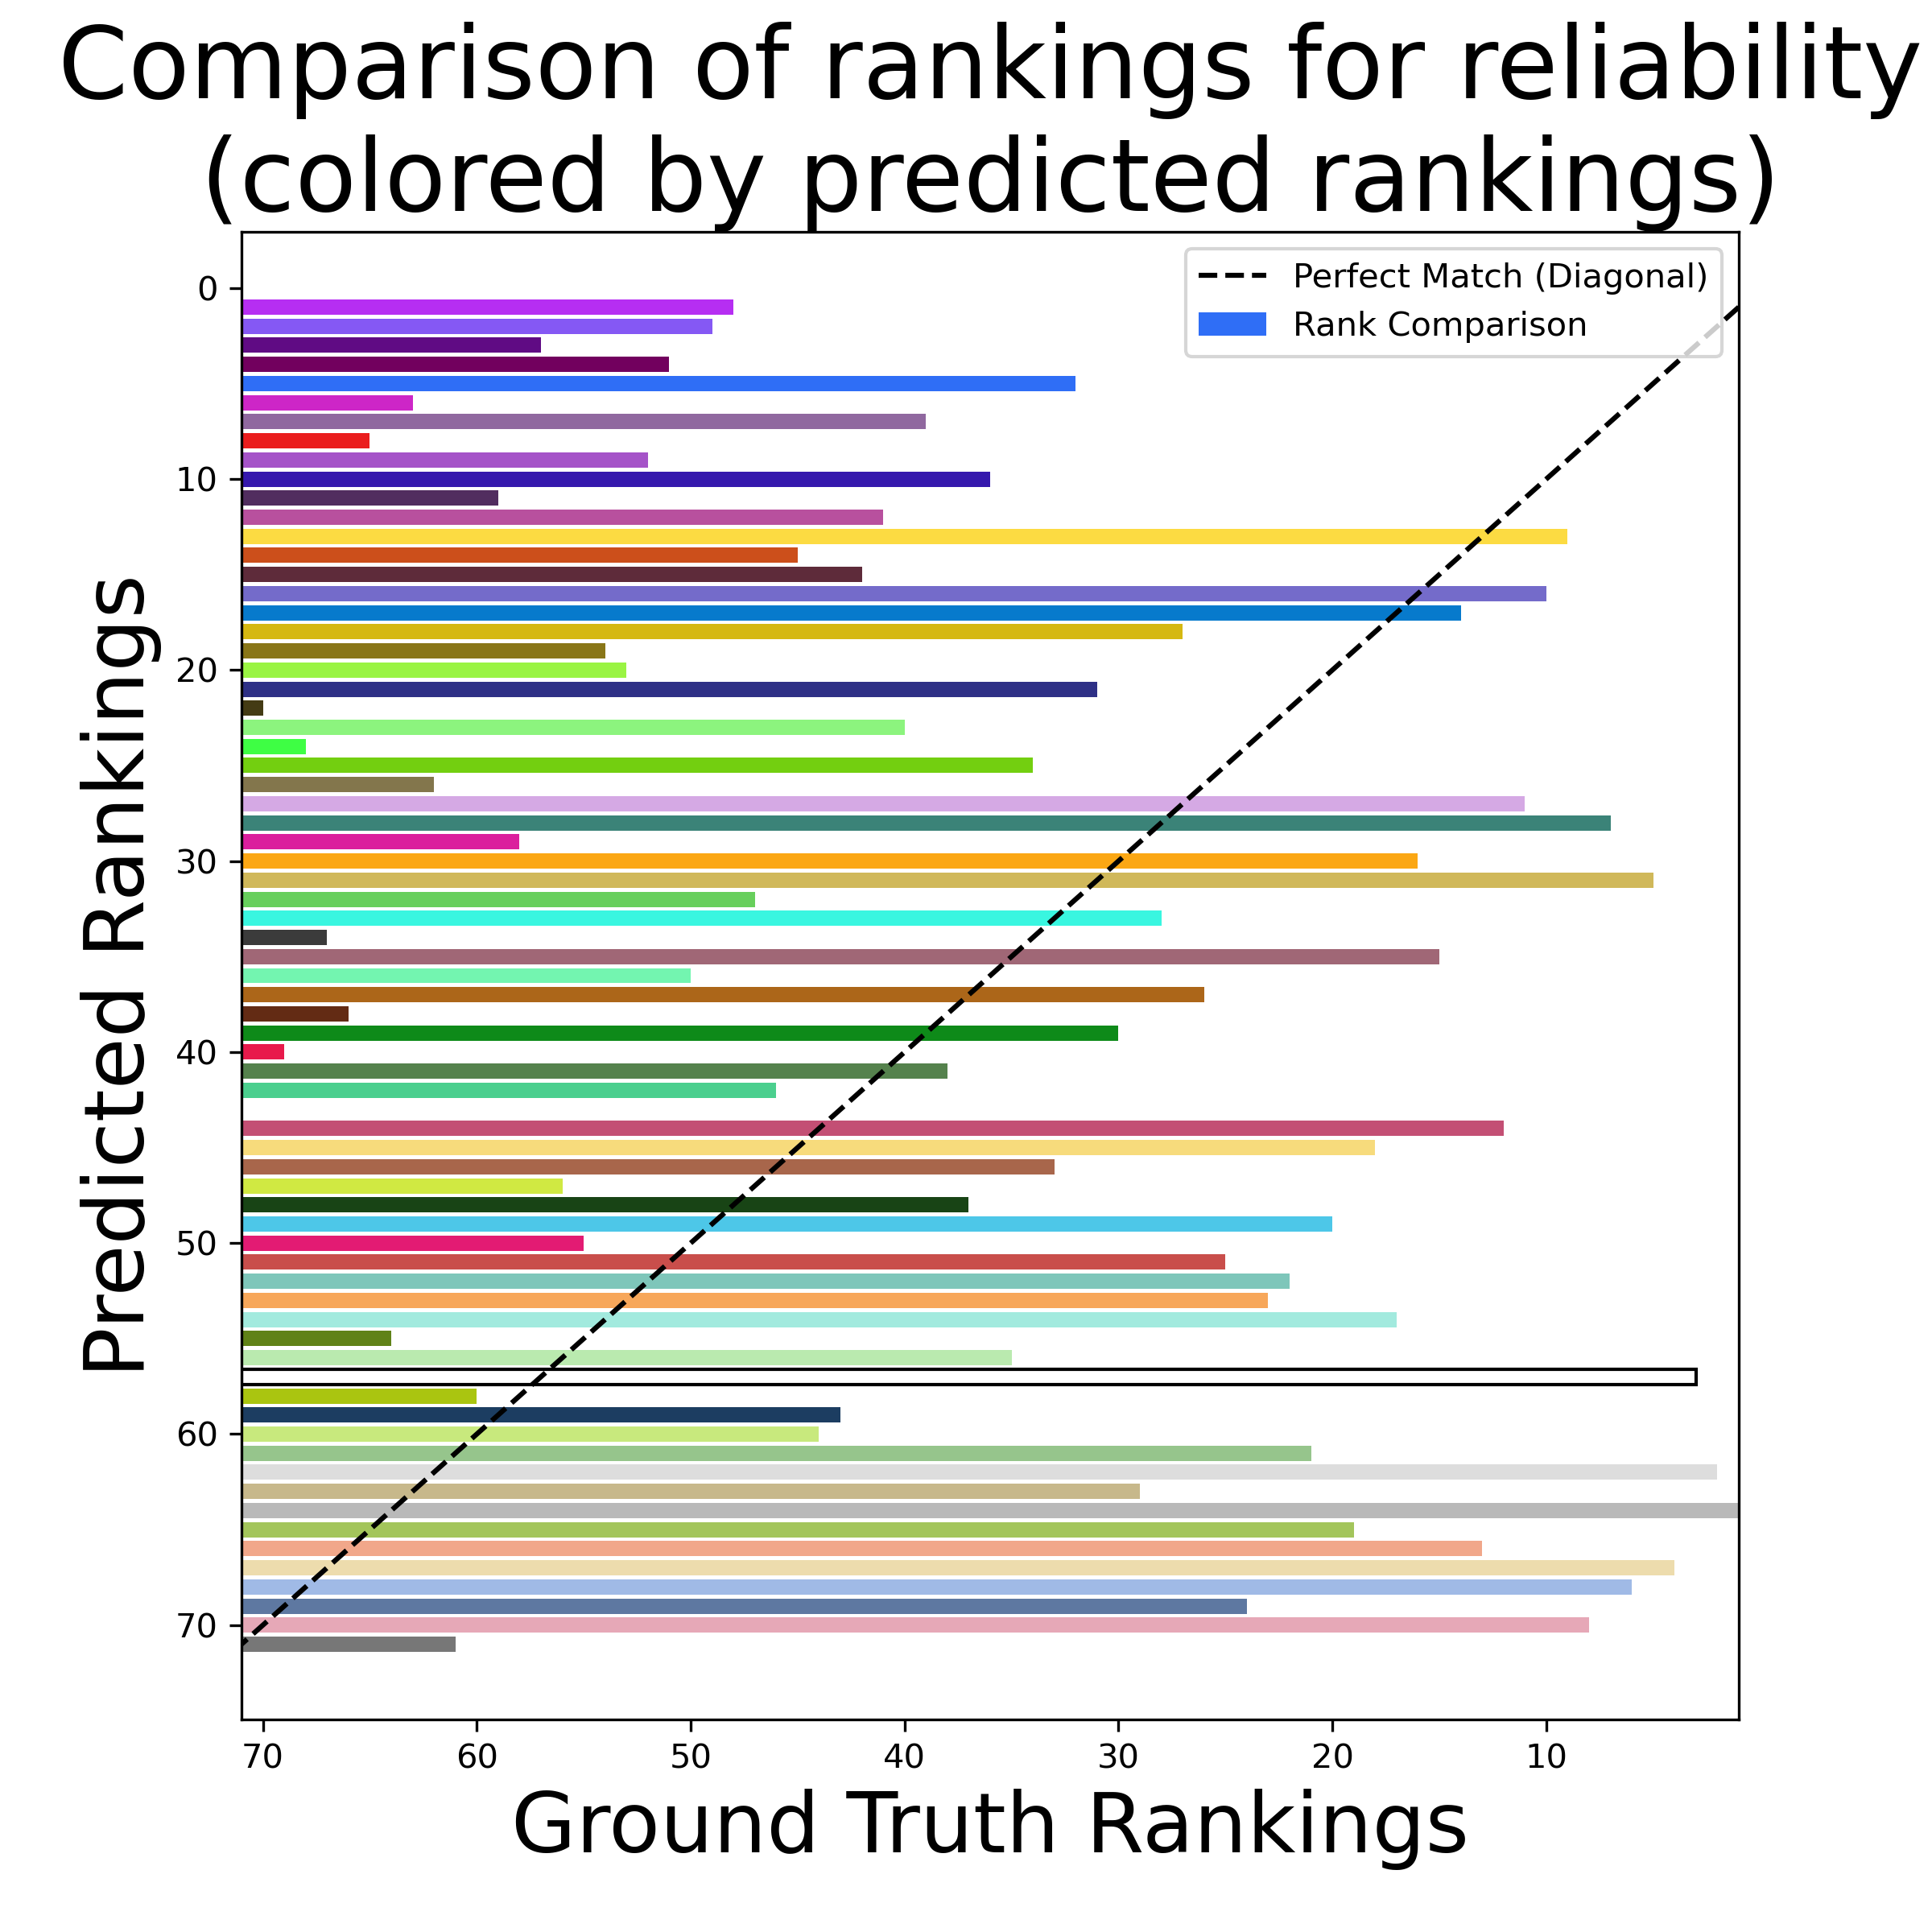 Comparison of rankings for reliability
(colored by predicted rankings)
Perfect Match (Diagonal)
Rank Comparison
Predicted Rankings
0
10
20
30
40
50
60
70
70 60 50 40 30 20 10
Ground Truth Rankings